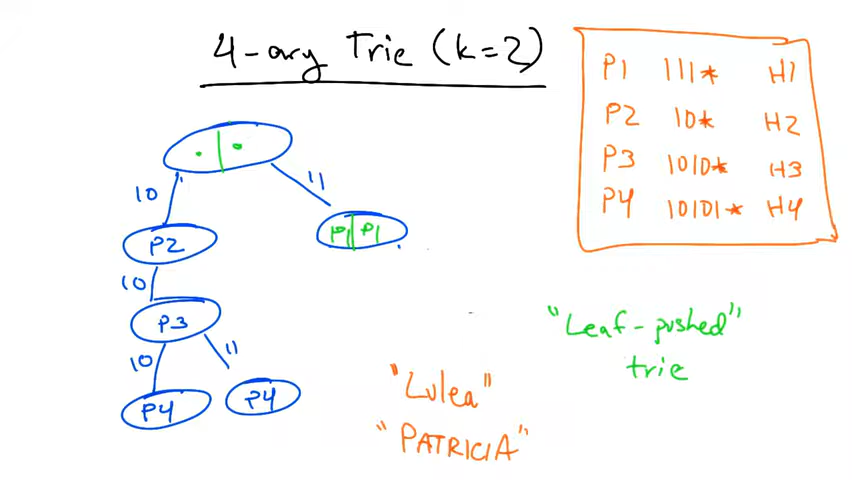 4-ary Trie (k=2)
P1 111* H1
P2 10* H2
P3 1010* H3
P4 10101* H4
10
11
P2
P1 P1
10
P3
10
11
P4
P4
"Leaf-pushed"
trie
"Lulea"
"PATRICIA"